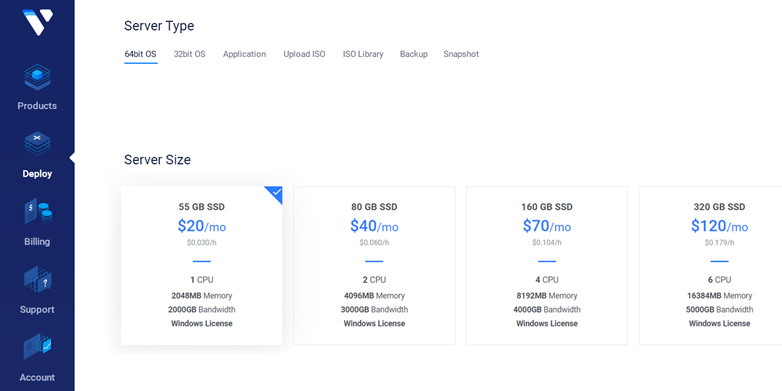 Server Type
64bit OS 32bit OS Application Upload ISO ISO Library Backup Snapshot
Products
Deploy
Billing
Support
Account
Server Size
55 GB SSD
$20/mo
$0.030/h
1 CPU
2048MB Memory
2000GB Bandwidth
Windows License
80 GB SSD
$40/mo
$0.060/h
2 CPU
4096MB Memory
3000GB Bandwidth
Windows License
160 GB SSD
$70/mo
$0.104/h
4 CPU
8192MB Memory
4000GB Bandwidth
Windows License
320 GB SSD
$120/mo
$0.179/h
6 CPU
16384MB Memory
5000GB Bandwidth
Windows License